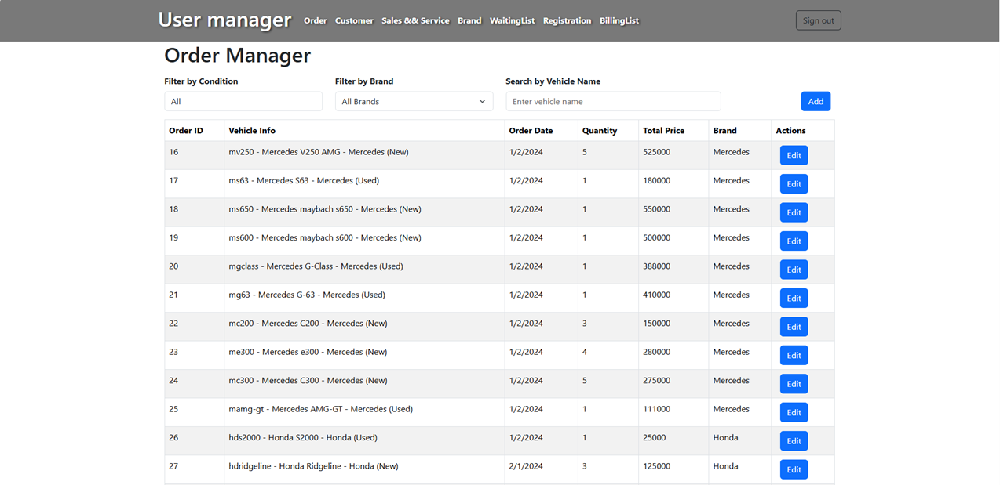 User manager Order Customer Sales && Service Brand WaitingList Registration BillingList Sign out
Order Manager
Filter by Condition Filter by Brand Search by Vehicle Name
All All Brands Enter vehicle name Add
Order ID Vehicle Info Order Date Quantity Total Price Brand Actions
16 mv250 - Mercedes V250 AMG - Mercedes (New) 1/2/2024 5 525000 Mercedes Edit
17 ms63 - Mercedes S63 - Mercedes (Used) 1/2/2024 1 180000 Mercedes Edit
18 ms650 - Mercedes maybach s650 - Mercedes (New) 1/2/2024 1 550000 Mercedes Edit
19 ms600 - Mercedes maybach s600 - Mercedes (New) 1/2/2024 1 500000 Mercedes Edit
20 mgclass - Mercedes G-Class - Mercedes (Used) 1/2/2024 1 388000 Mercedes Edit
21 mg63 - Mercedes G-63 - Mercedes (Used) 1/2/2024 1 410000 Mercedes Edit
22 mc200 - Mercedes C200 - Mercedes (New) 1/2/2024 3 150000 Mercedes Edit
23 me300 - Mercedes e300 - Mercedes (New) 1/2/2024 4 280000 Mercedes Edit
24 mc300 - Mercedes C300 - Mercedes (New) 1/2/2024 5 275000 Mercedes Edit
25 mamg-gt - Mercedes AMG-GT - Mercedes (Used) 1/2/2024 1 111000 Mercedes Edit
26 hds2000 - Honda S2000 - Honda (Used) 1/2/2024 1 25000 Honda Edit
27 hdridgeline - Honda Ridgeline - Honda (New) 2/1/2024 3 125000 Honda Edit